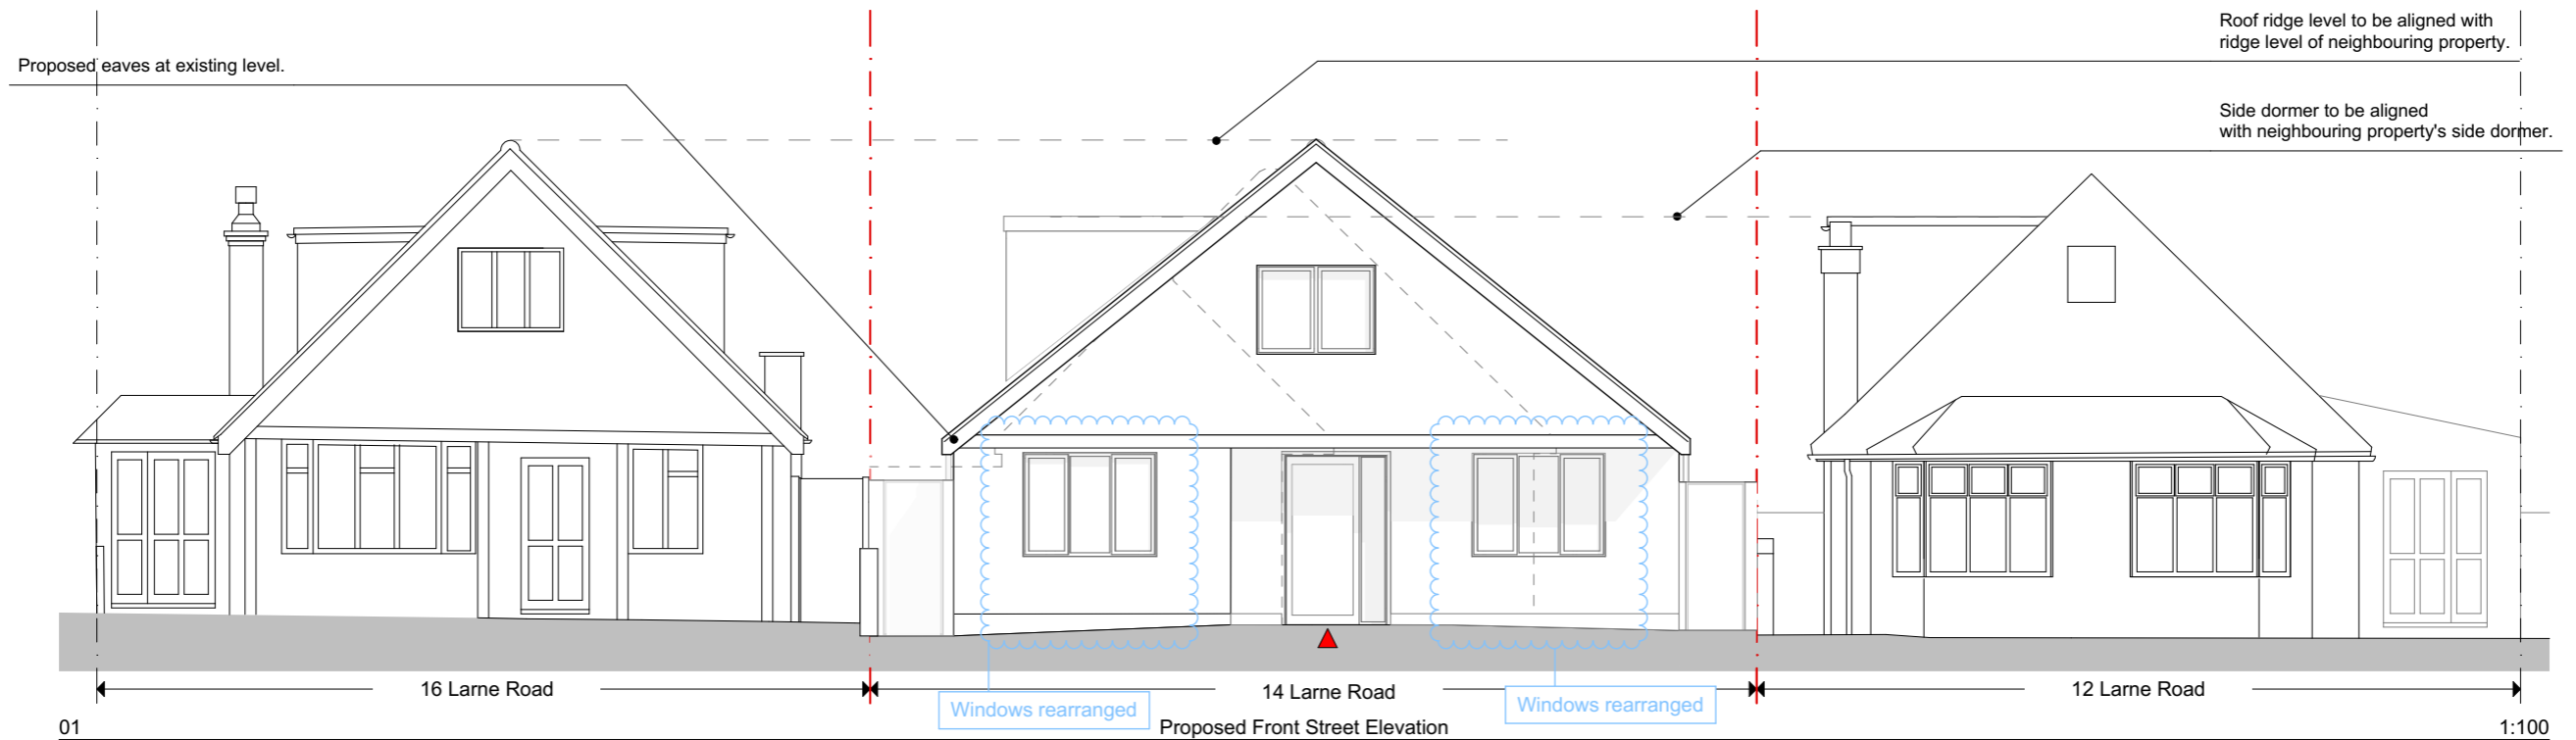 Roof ridge level to be aligned with
ridge level of neighbouring property.
Proposed eaves at existing level.
Side dormer to be aligned
with neighbouring property's side dormer.
16 Larne Road
14 Larne Road
12 Larne Road
Windows rearranged
Windows rearranged
01
Proposed Front Street Elevation
1:100